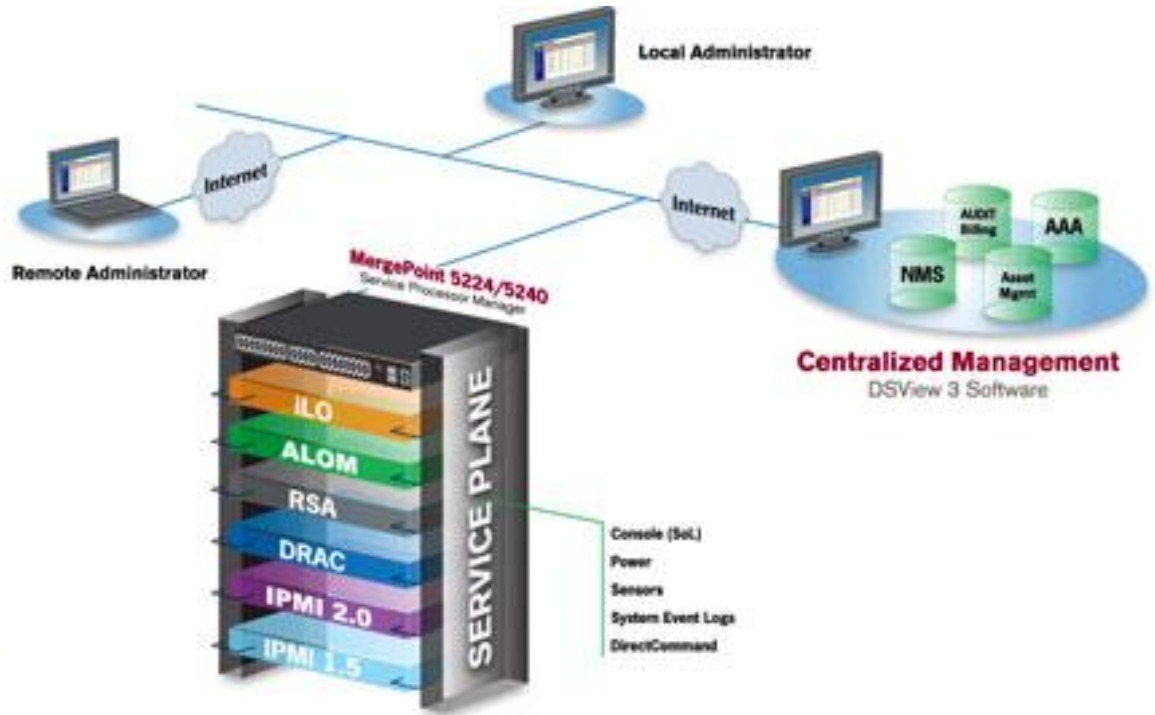 Local Administrator
Internet
Remote Administrator
Internet
AUDIT
Billing
AAA
NMS
Asset
Mgmt
Centralized Management
DSView 3 Software
MergePoint 5224/5240
Service Processor Manager
iLO
ALOM
RSA
DRAC
IPMI 2.0
IPMI 1.5
SERVICE PLANE
Console (SoL)
Power
Sensors
System Event Logs
DirectCommand